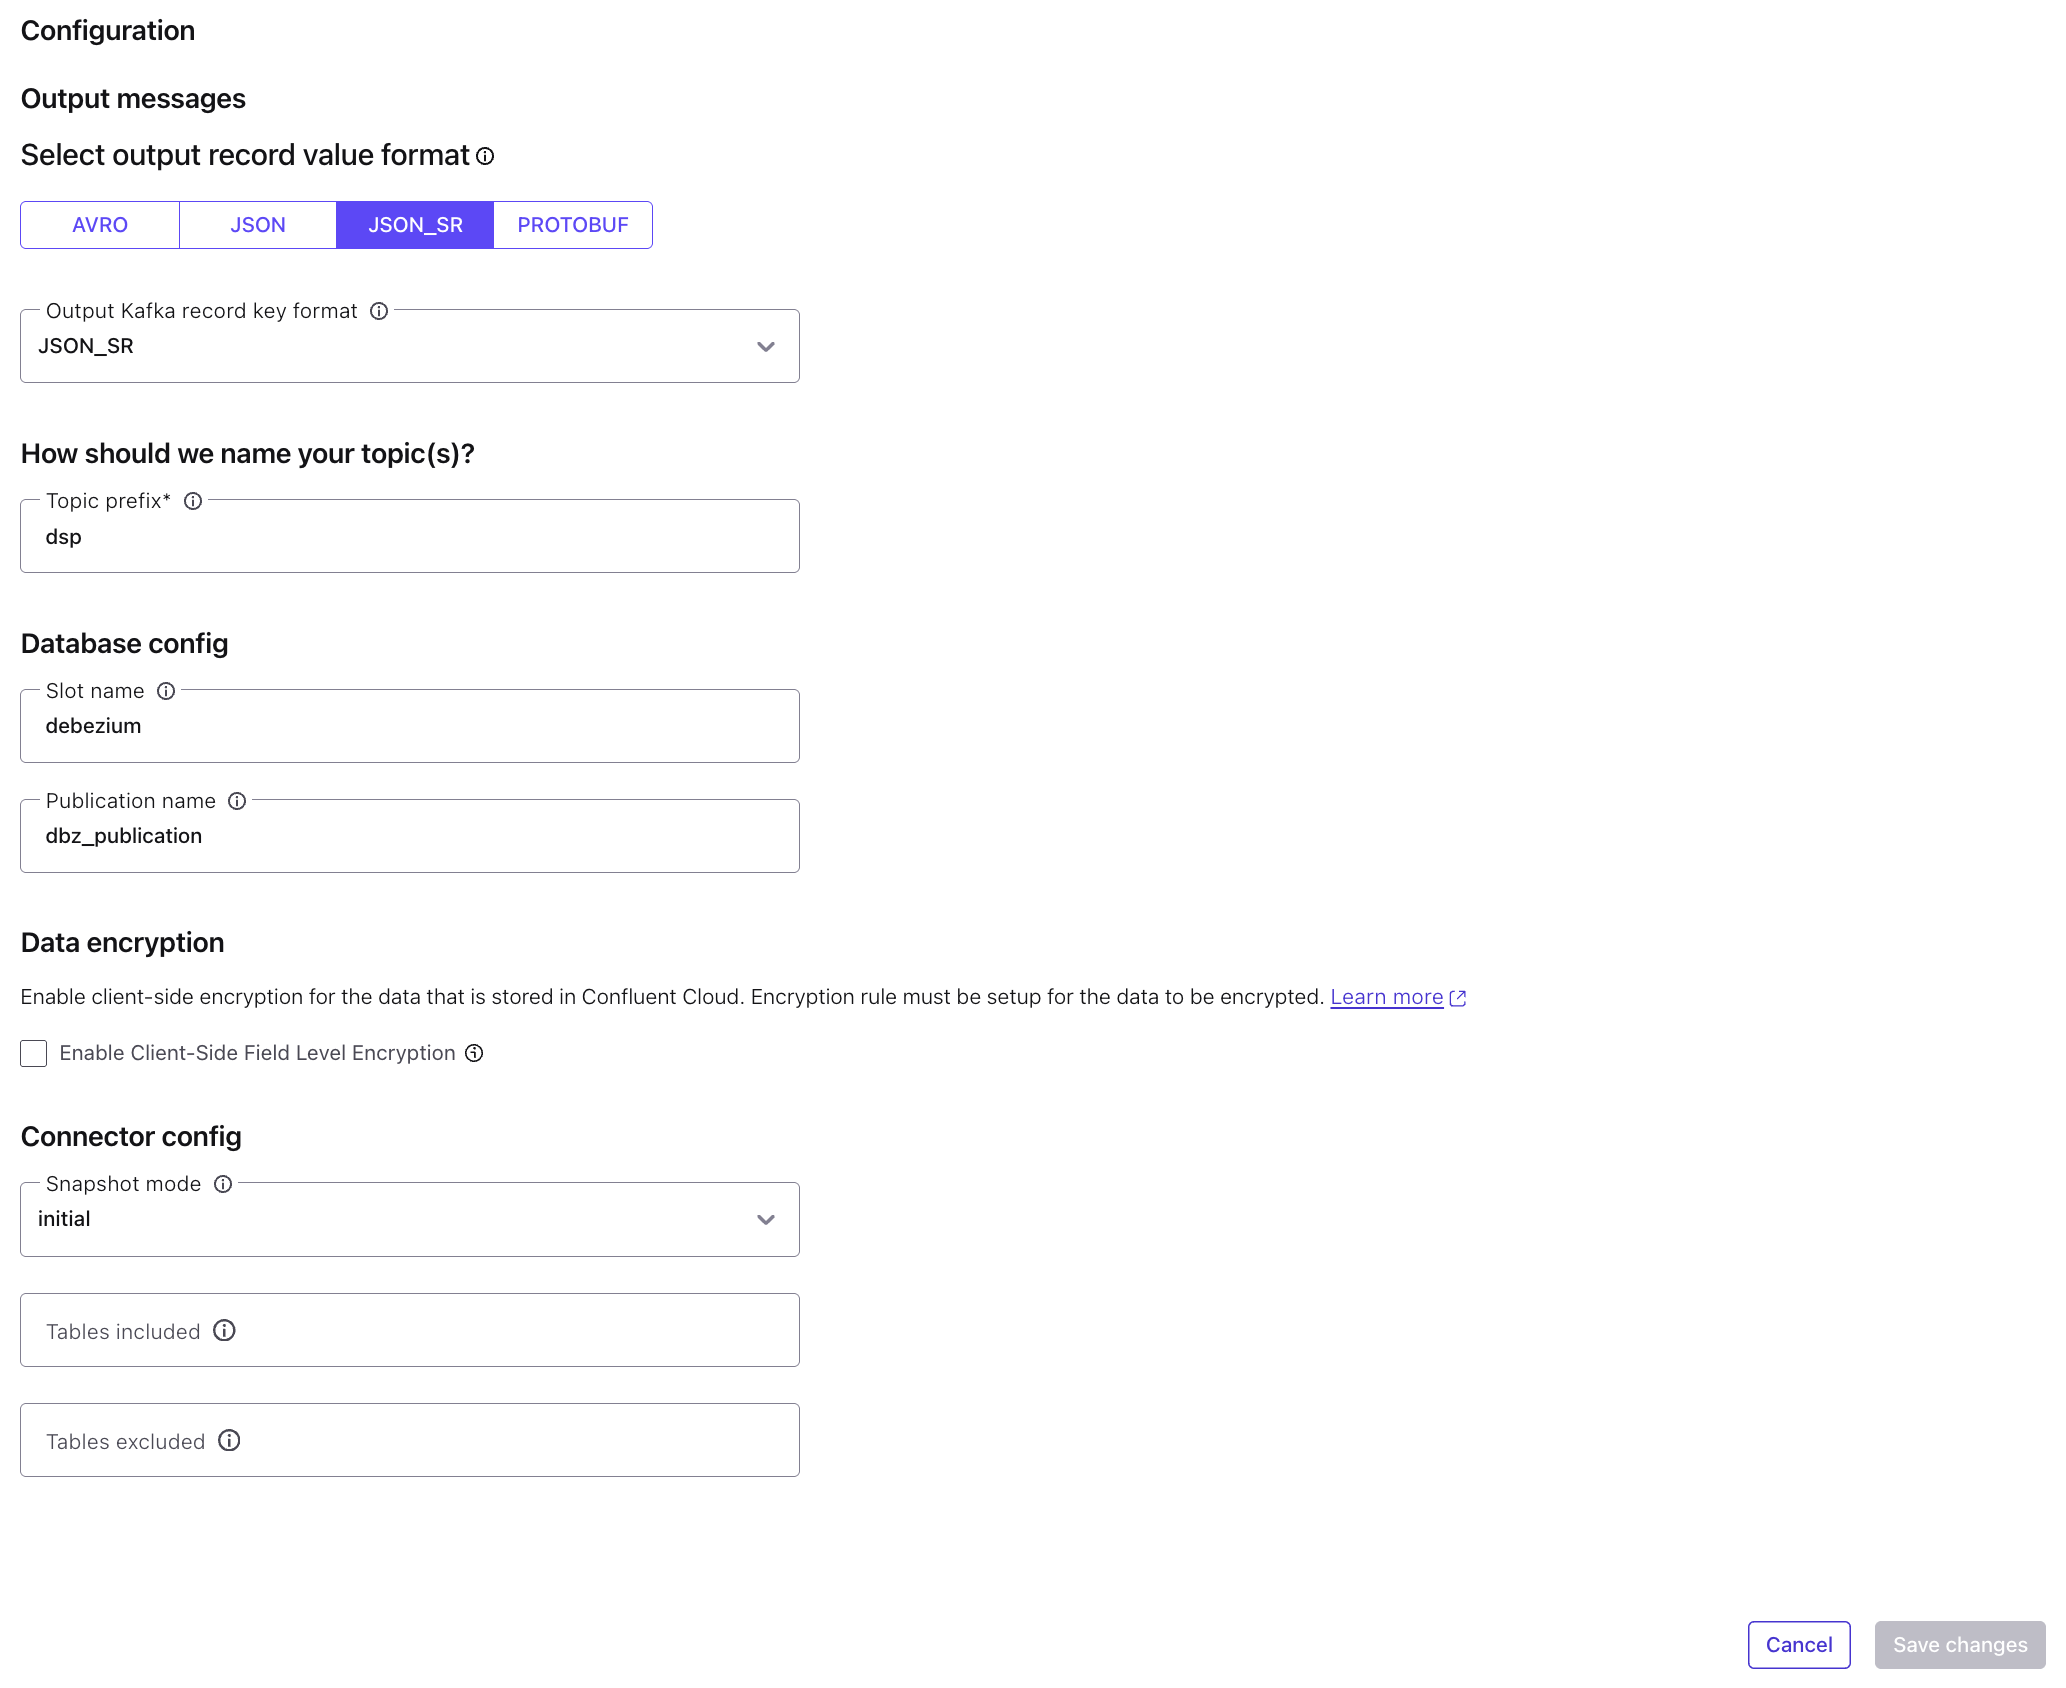 Configuration
Output messages
Select output record value format
AVRO JSON JSON_SR PROTOBUF
Output Kafka record key format
JSON_SR
How should we name your topic(s)?
Topic prefix*
dsp
Database config
Slot name
debezium
Publication name
dbz_publication
Data encryption
Enable client-side encryption for the data that is stored in Confluent Cloud. Encryption rule must be setup for the data to be encrypted. Learn more
Enable Client-Side Field Level Encryption
Connector config
Snapshot mode
initial
Tables included
Tables excluded
Cancel Save changes